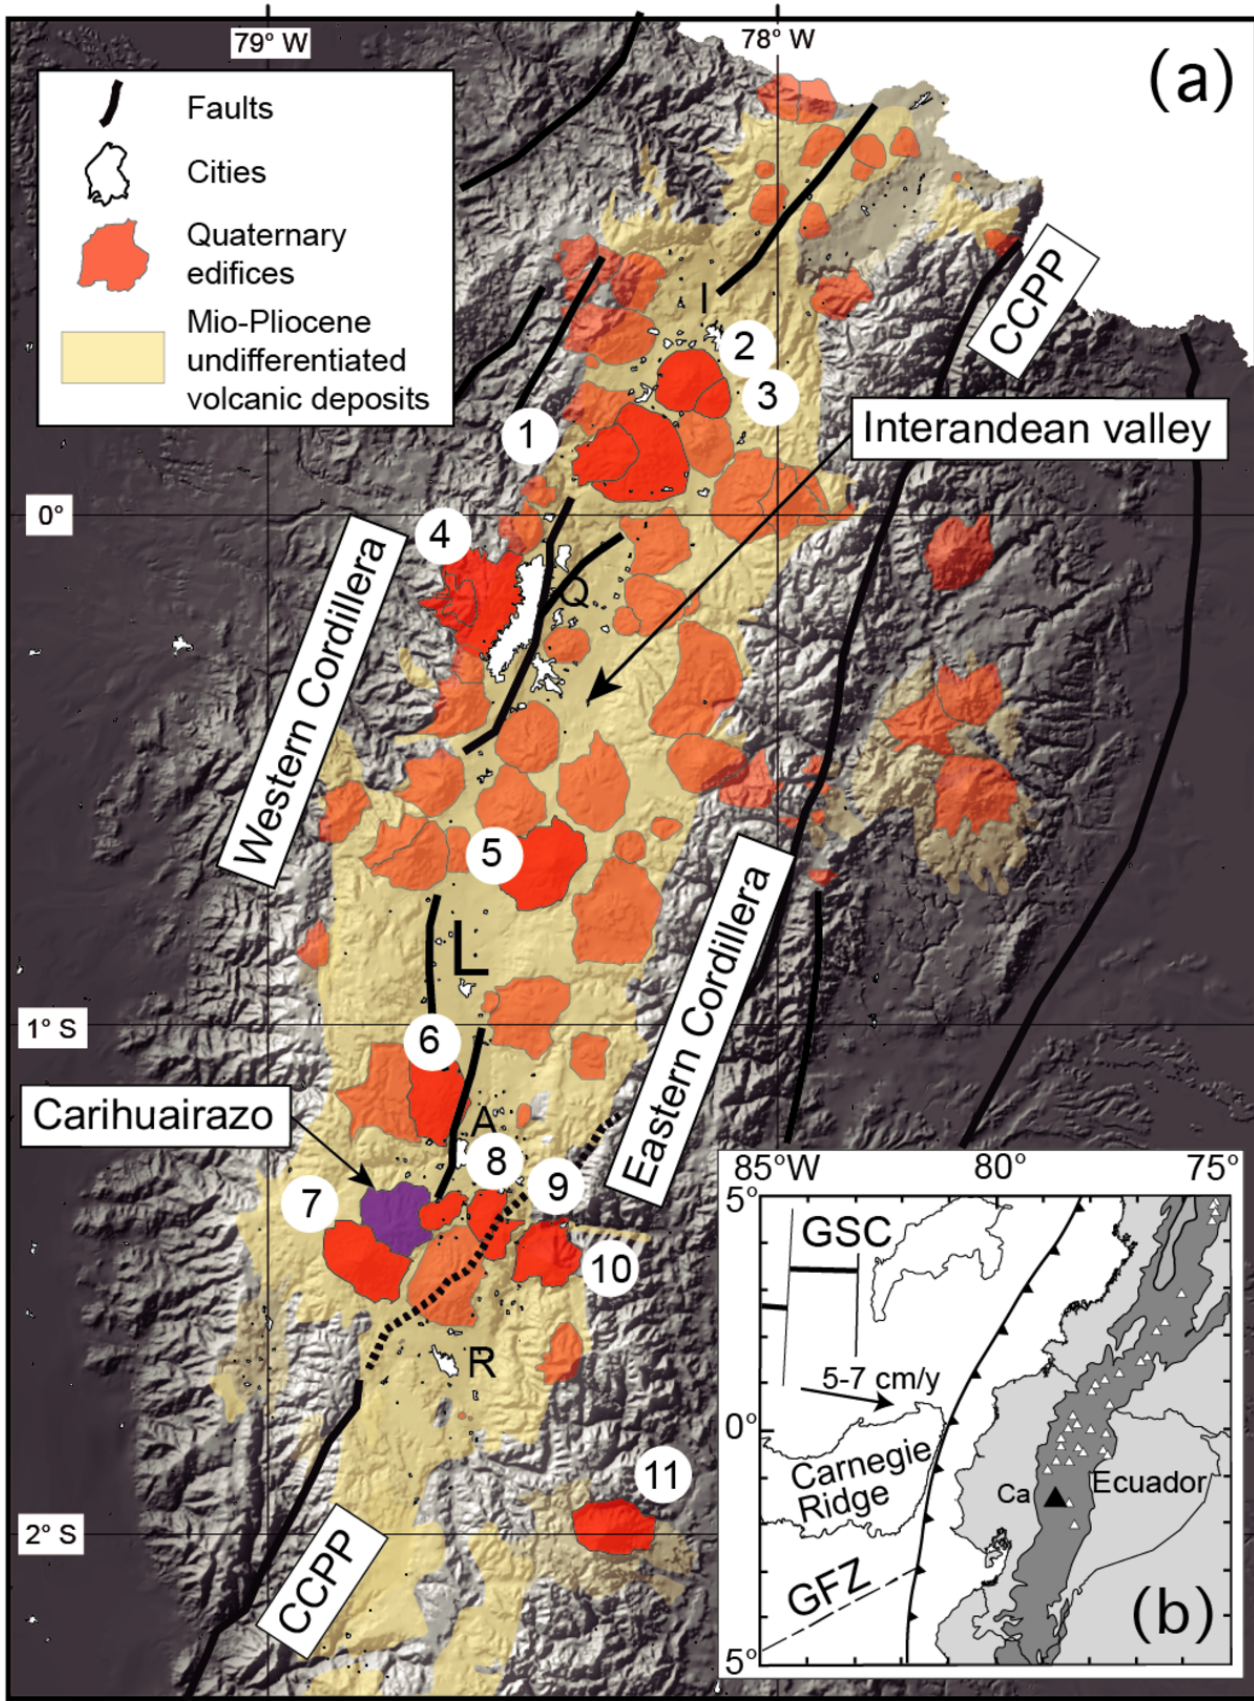 79° W
78° W
(a)
Faults
Cities
Quaternary
edifices
Mio-Pliocene
undifferentiated
volcanic deposits
CCPP
I
2
3
1
Interandean valley
0°
4
Western Cordillera
Q
5
L
Eastern Cordillera
1° S
6
Carihuairazo
A
8
9
7
10
R
11
2° S
CCPP
85°W
80°
75°
5°
GSC
5-7 cm/y
0°
Carnegie
Ridge
Ca
Ecuador
GFZ
(b)
5°